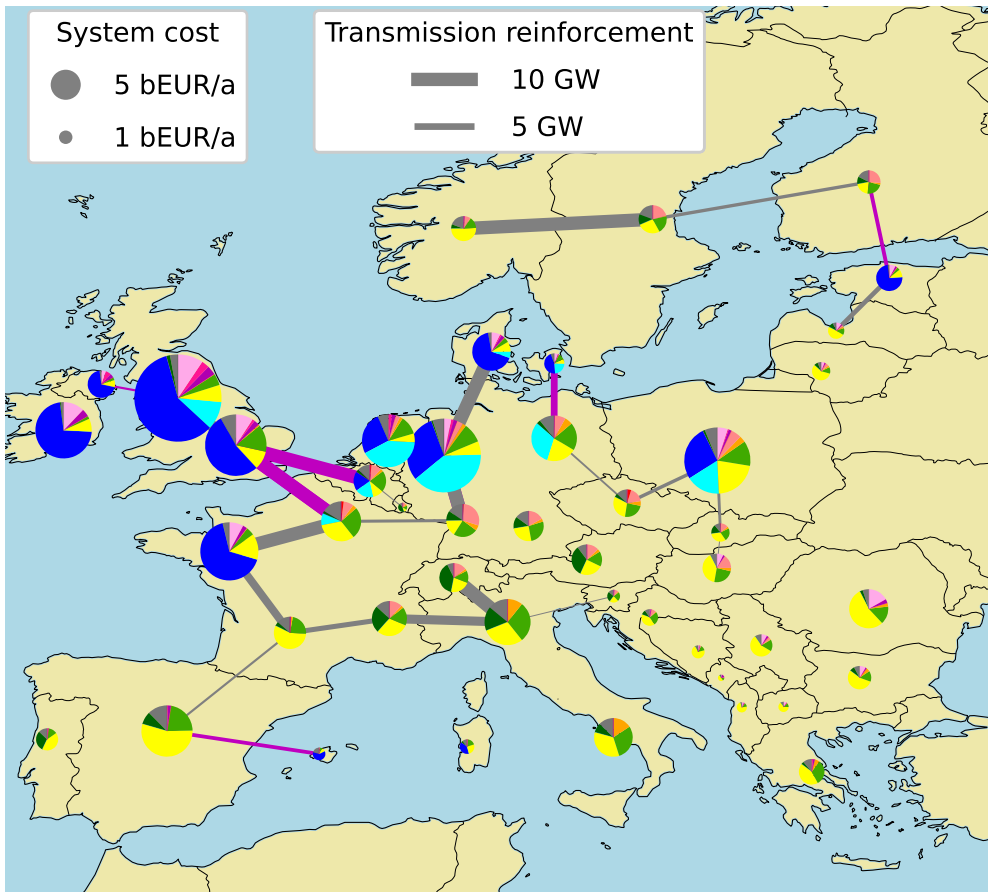 System cost
5 bEUR/a
1 bEUR/a
Transmission reinforcement
10 GW
5 GW